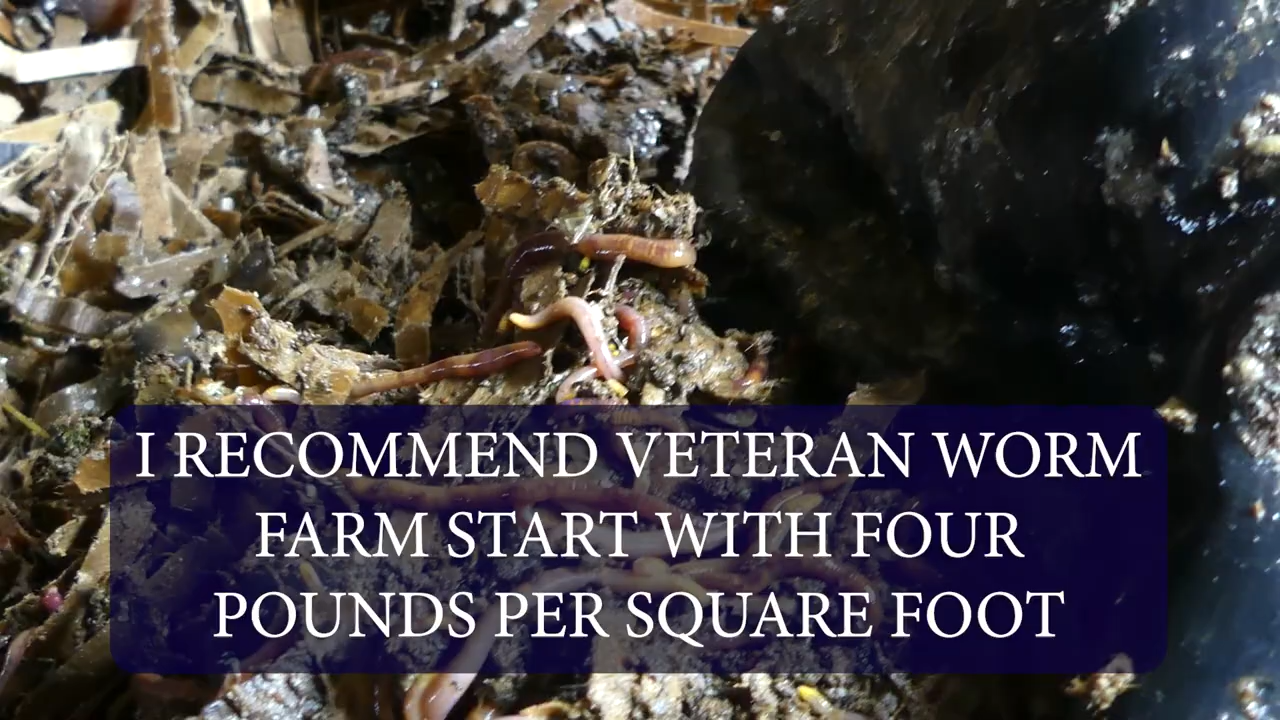 I RECOMMEND VETERAN WORM
FARM START WITH FOUR
POUNDS PER SQUARE FOOT